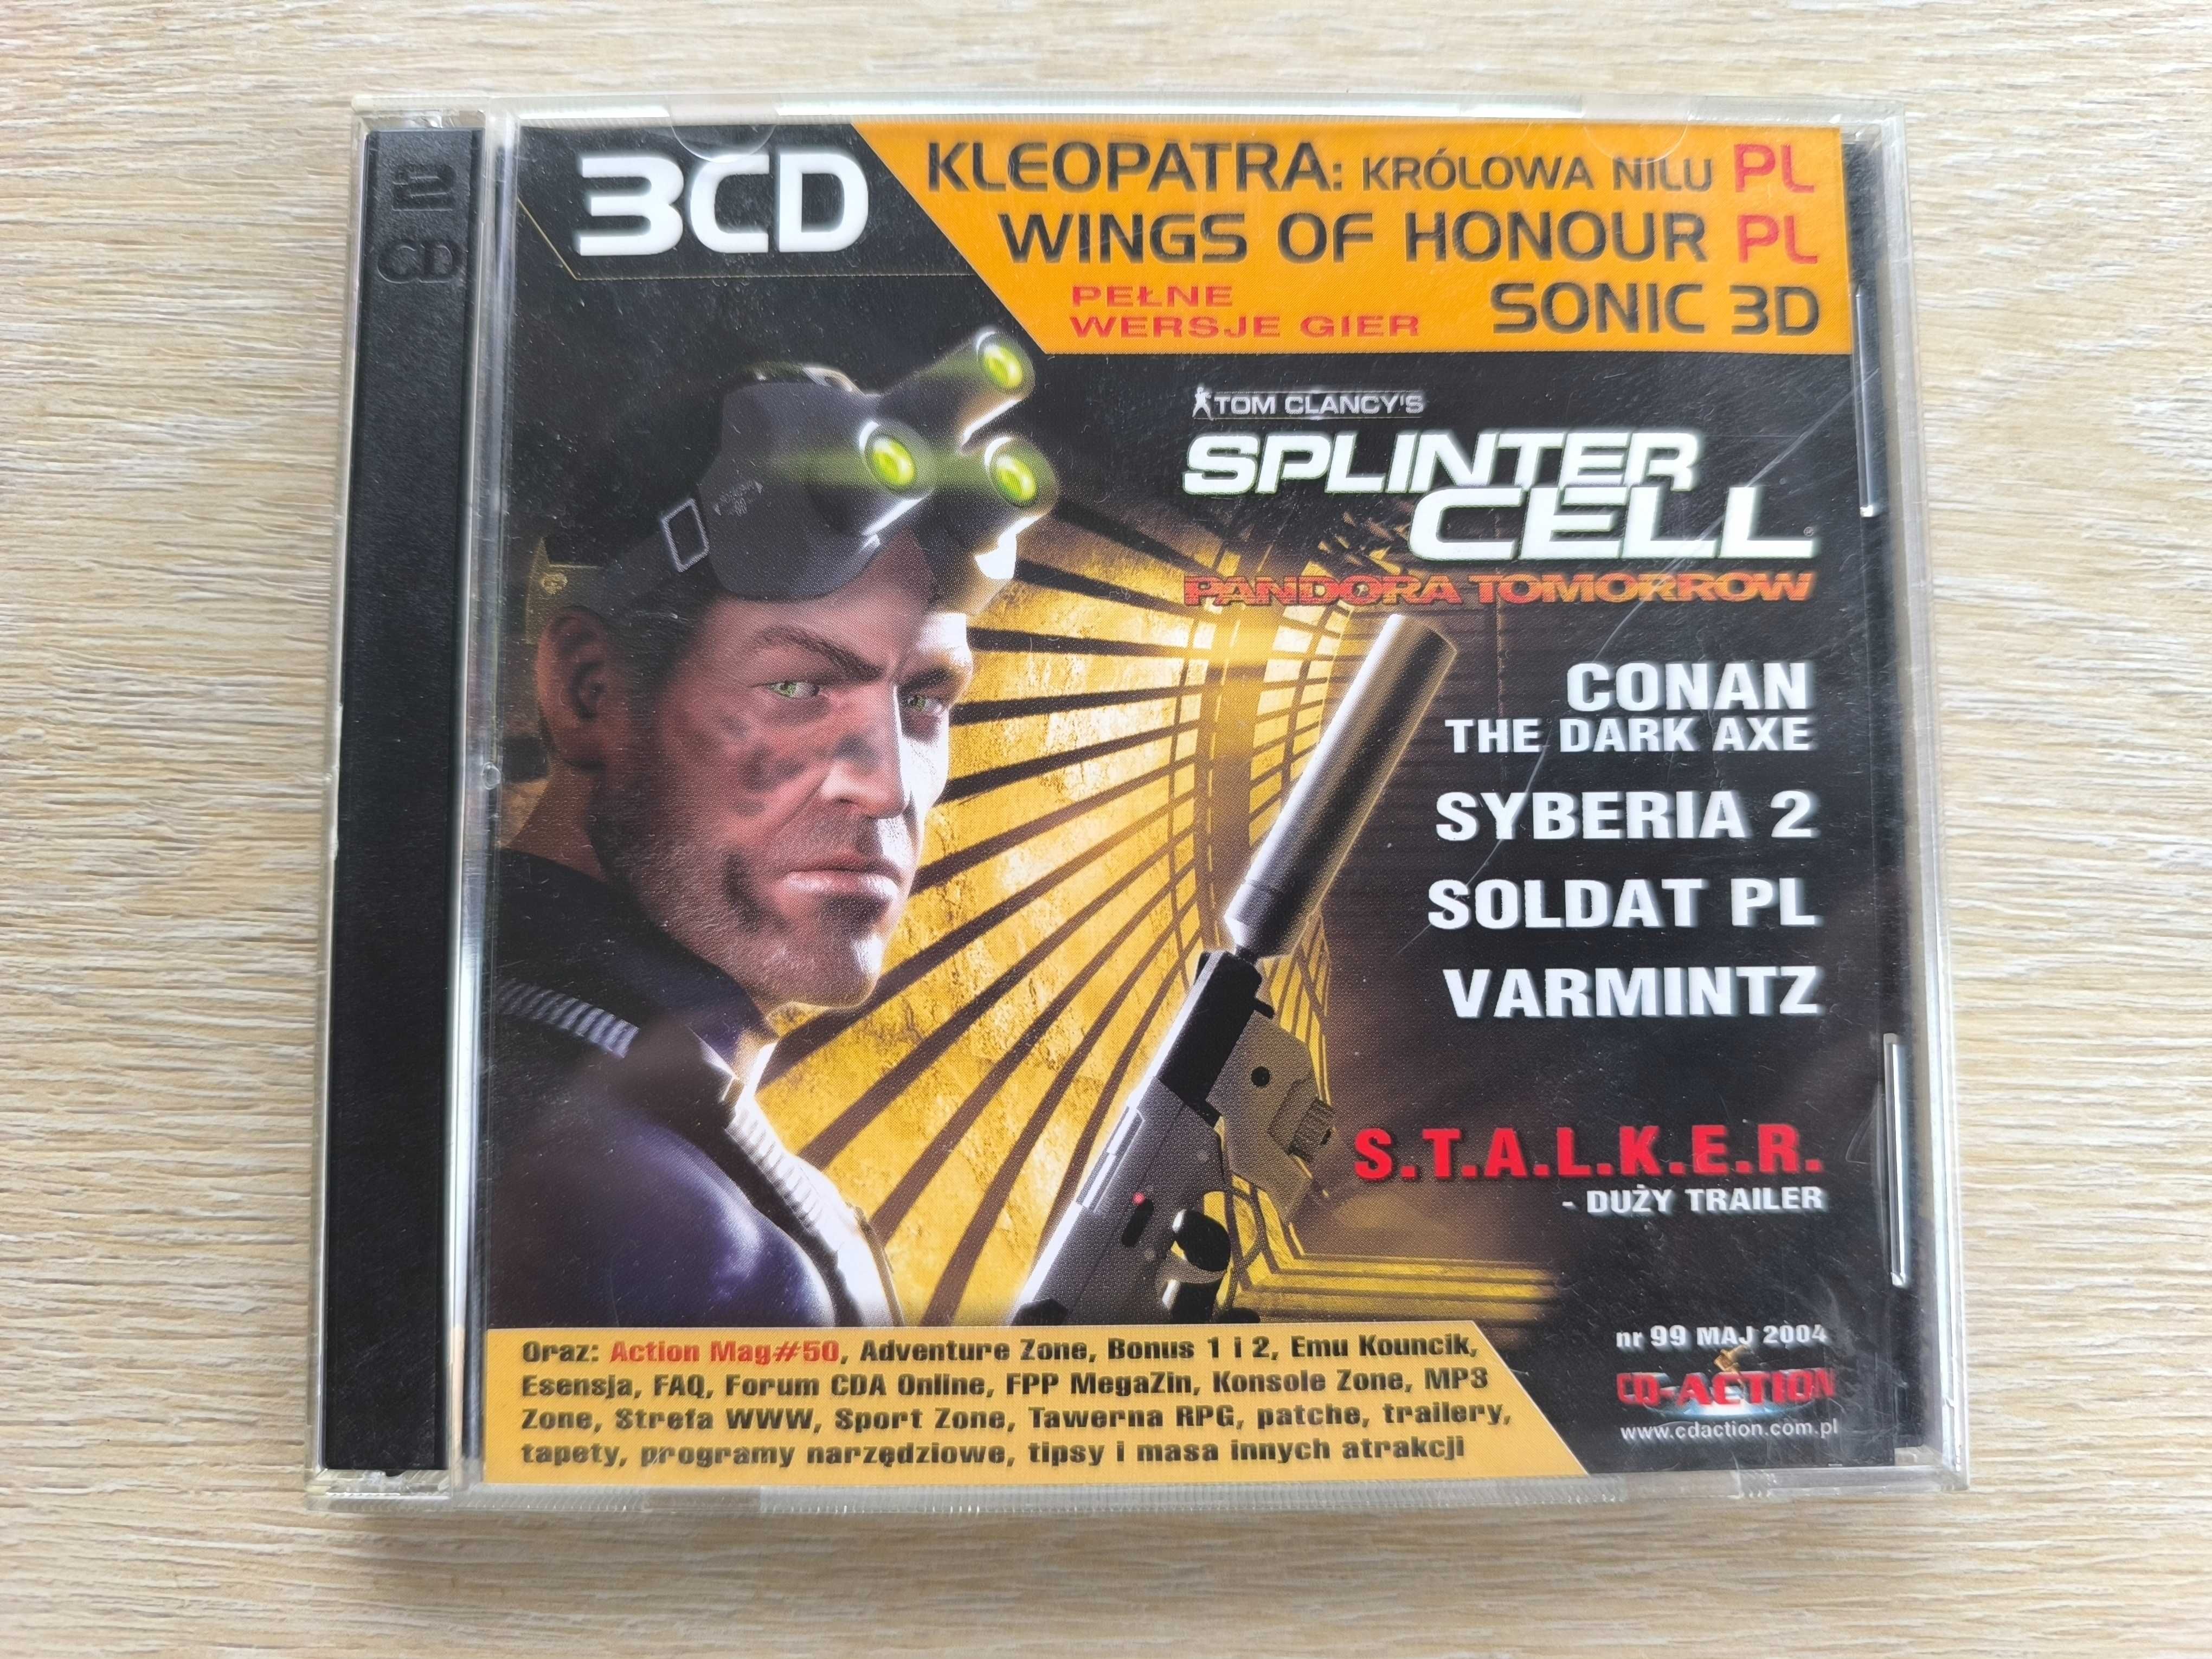 2
CD
3CD
KLEOPATRA: KRÓLOWA NILU PL
WINGS OF HONOUR PL
PEŁNE
WERSJE GIER
SONIC 3D
TOM CLANCY'S
SPLINTER
CELL
PANDORA TOMORROW
CONAN
THE DARK AXE
SYBERIA 2
SOLDAT PL
VARMINTZ
S.T.A.L.K.E.R.
- DUŻY TRAILER
nr 99 MAJ 2004
CD-ACTION
www.cdaction.com.pl
Oraz: Action Mag#50, Adventure Zone, Bonus 1 i 2, Emu Kouncik,
Esensja, FAQ, Forum CDA Online, FPP MegaZin, Konsole Zone, MP3
Zone, Strefa WWW, Sport Zone, Tawerna RPG, patche, trailery,
tapety, programy narzędziowe, tipsy i masa innych atrakcji